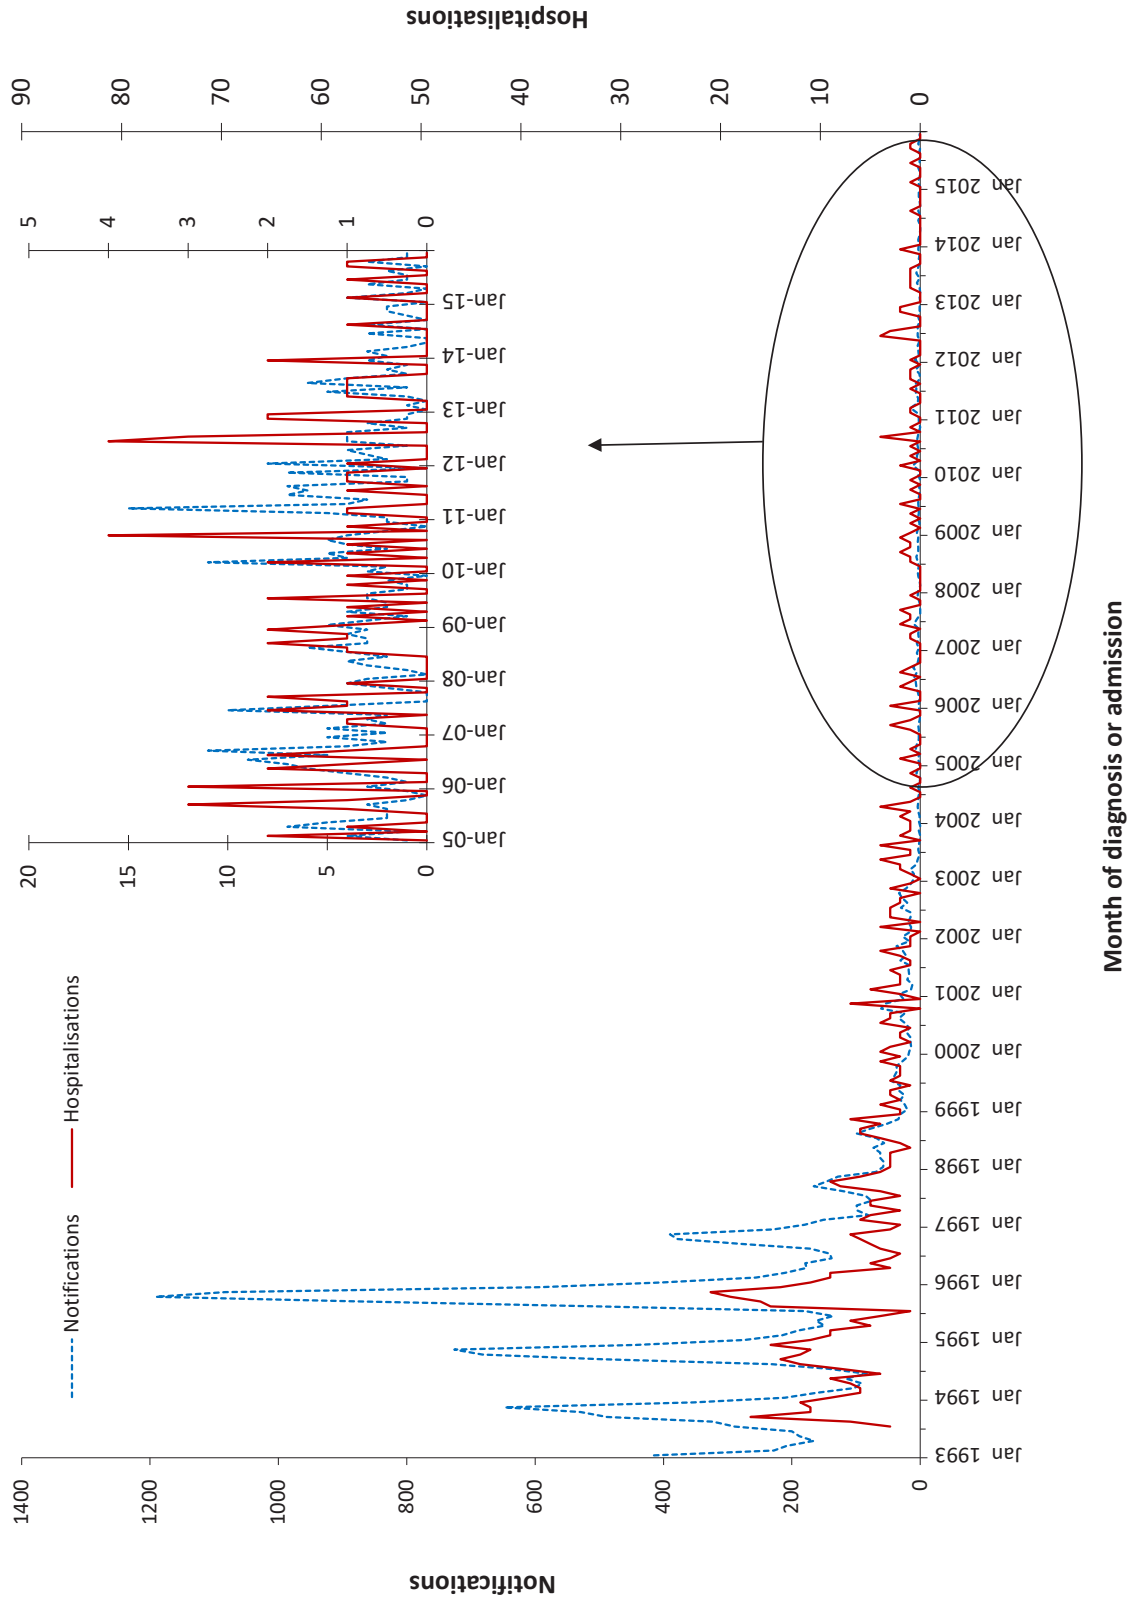 Notifications
Hospitalisations
Notifications
1400
1200
1000
800
600
400
200
0
Hospitalisations
90
80
70
60
50
40
30
20
10
0
20
15
10
5
0
5
4
3
2
1
0
Jan-05
Jan-06
Jan-07
Jan-08
Jan-09
Jan-10
Jan-11
Jan-12
Jan-13
Jan-14
Jan-15
Jan 1993
Jan 1994
Jan 1995
Jan 1996
Jan 1997
Jan 1998
Jan 1999
Jan 2000
Jan 2001
Jan 2002
Jan 2003
Jan 2004
Jan 2005
Jan 2006
Jan 2007
Jan 2008
Jan 2009
Jan 2010
Jan 2011
Jan 2012
Jan 2013
Jan 2014
Jan 2015
Month of diagnosis or admission